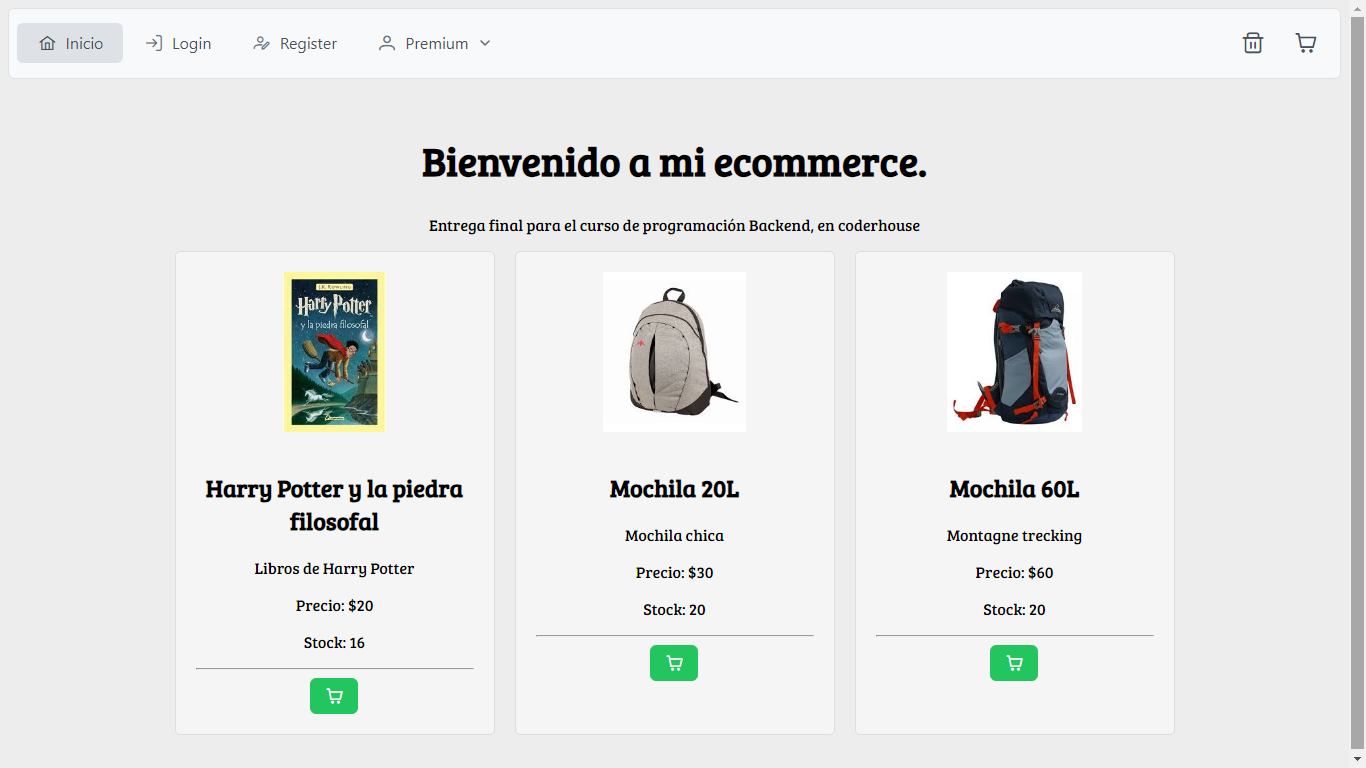 Inicio Login Register Premium
Bienvenido a mi ecommerce.
Entrega final para el curso de programación Backend, en coderhouse
J.K. ROWLING
Harry Potter
y la piedra filosofal
Harry Potter y la piedra
filosofal
Libros de Harry Potter
Precio: $20
Stock: 16
Mochila 20L
Mochila chica
Precio: $30
Stock: 20
Mochila 60L
Montagne trecking
Precio: $60
Stock: 20